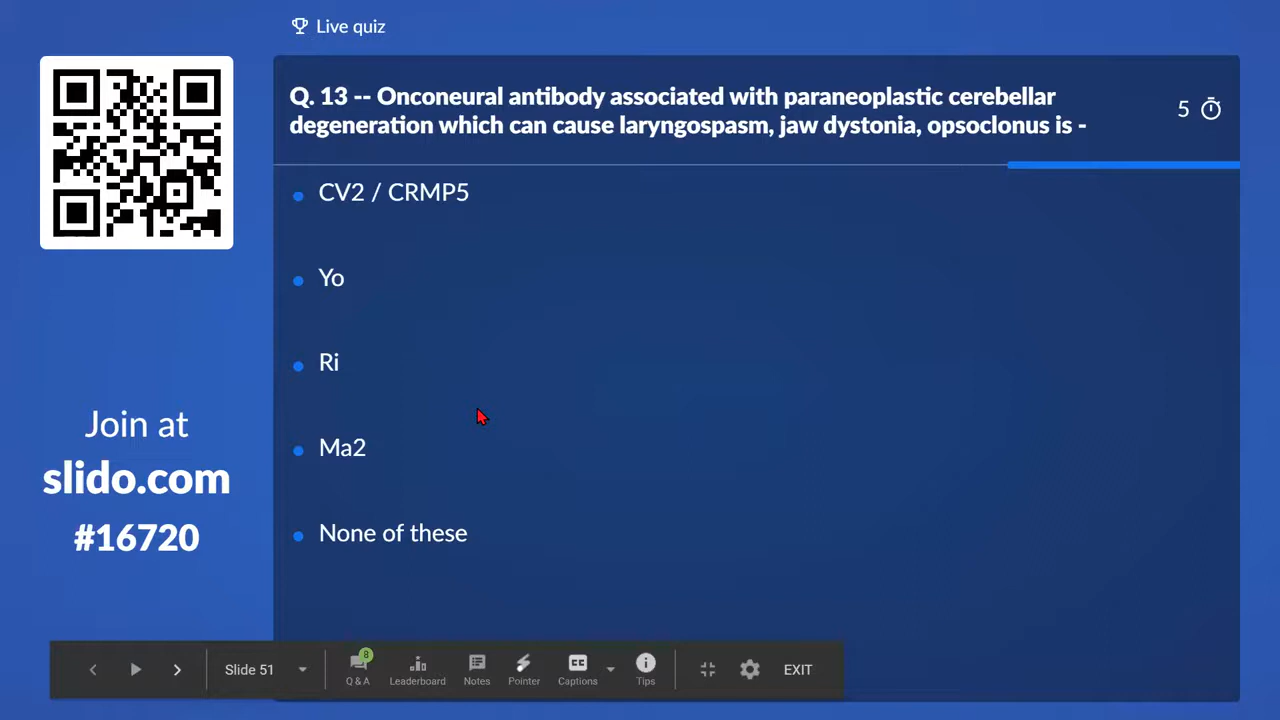 Live quiz
Q. 13 -- Onconeural antibody associated with paraneoplastic cerebellar
degeneration which can cause laryngospasm, jaw dystonia, opsoclonus is -
5
CV2 / CRMP5
Yo
Ri
Ma2
None of these
Join at
slido.com
#16720
Slide 51
8
Q & A
Leaderboard
Notes
Pointer
CC
Captions
Tips
EXIT